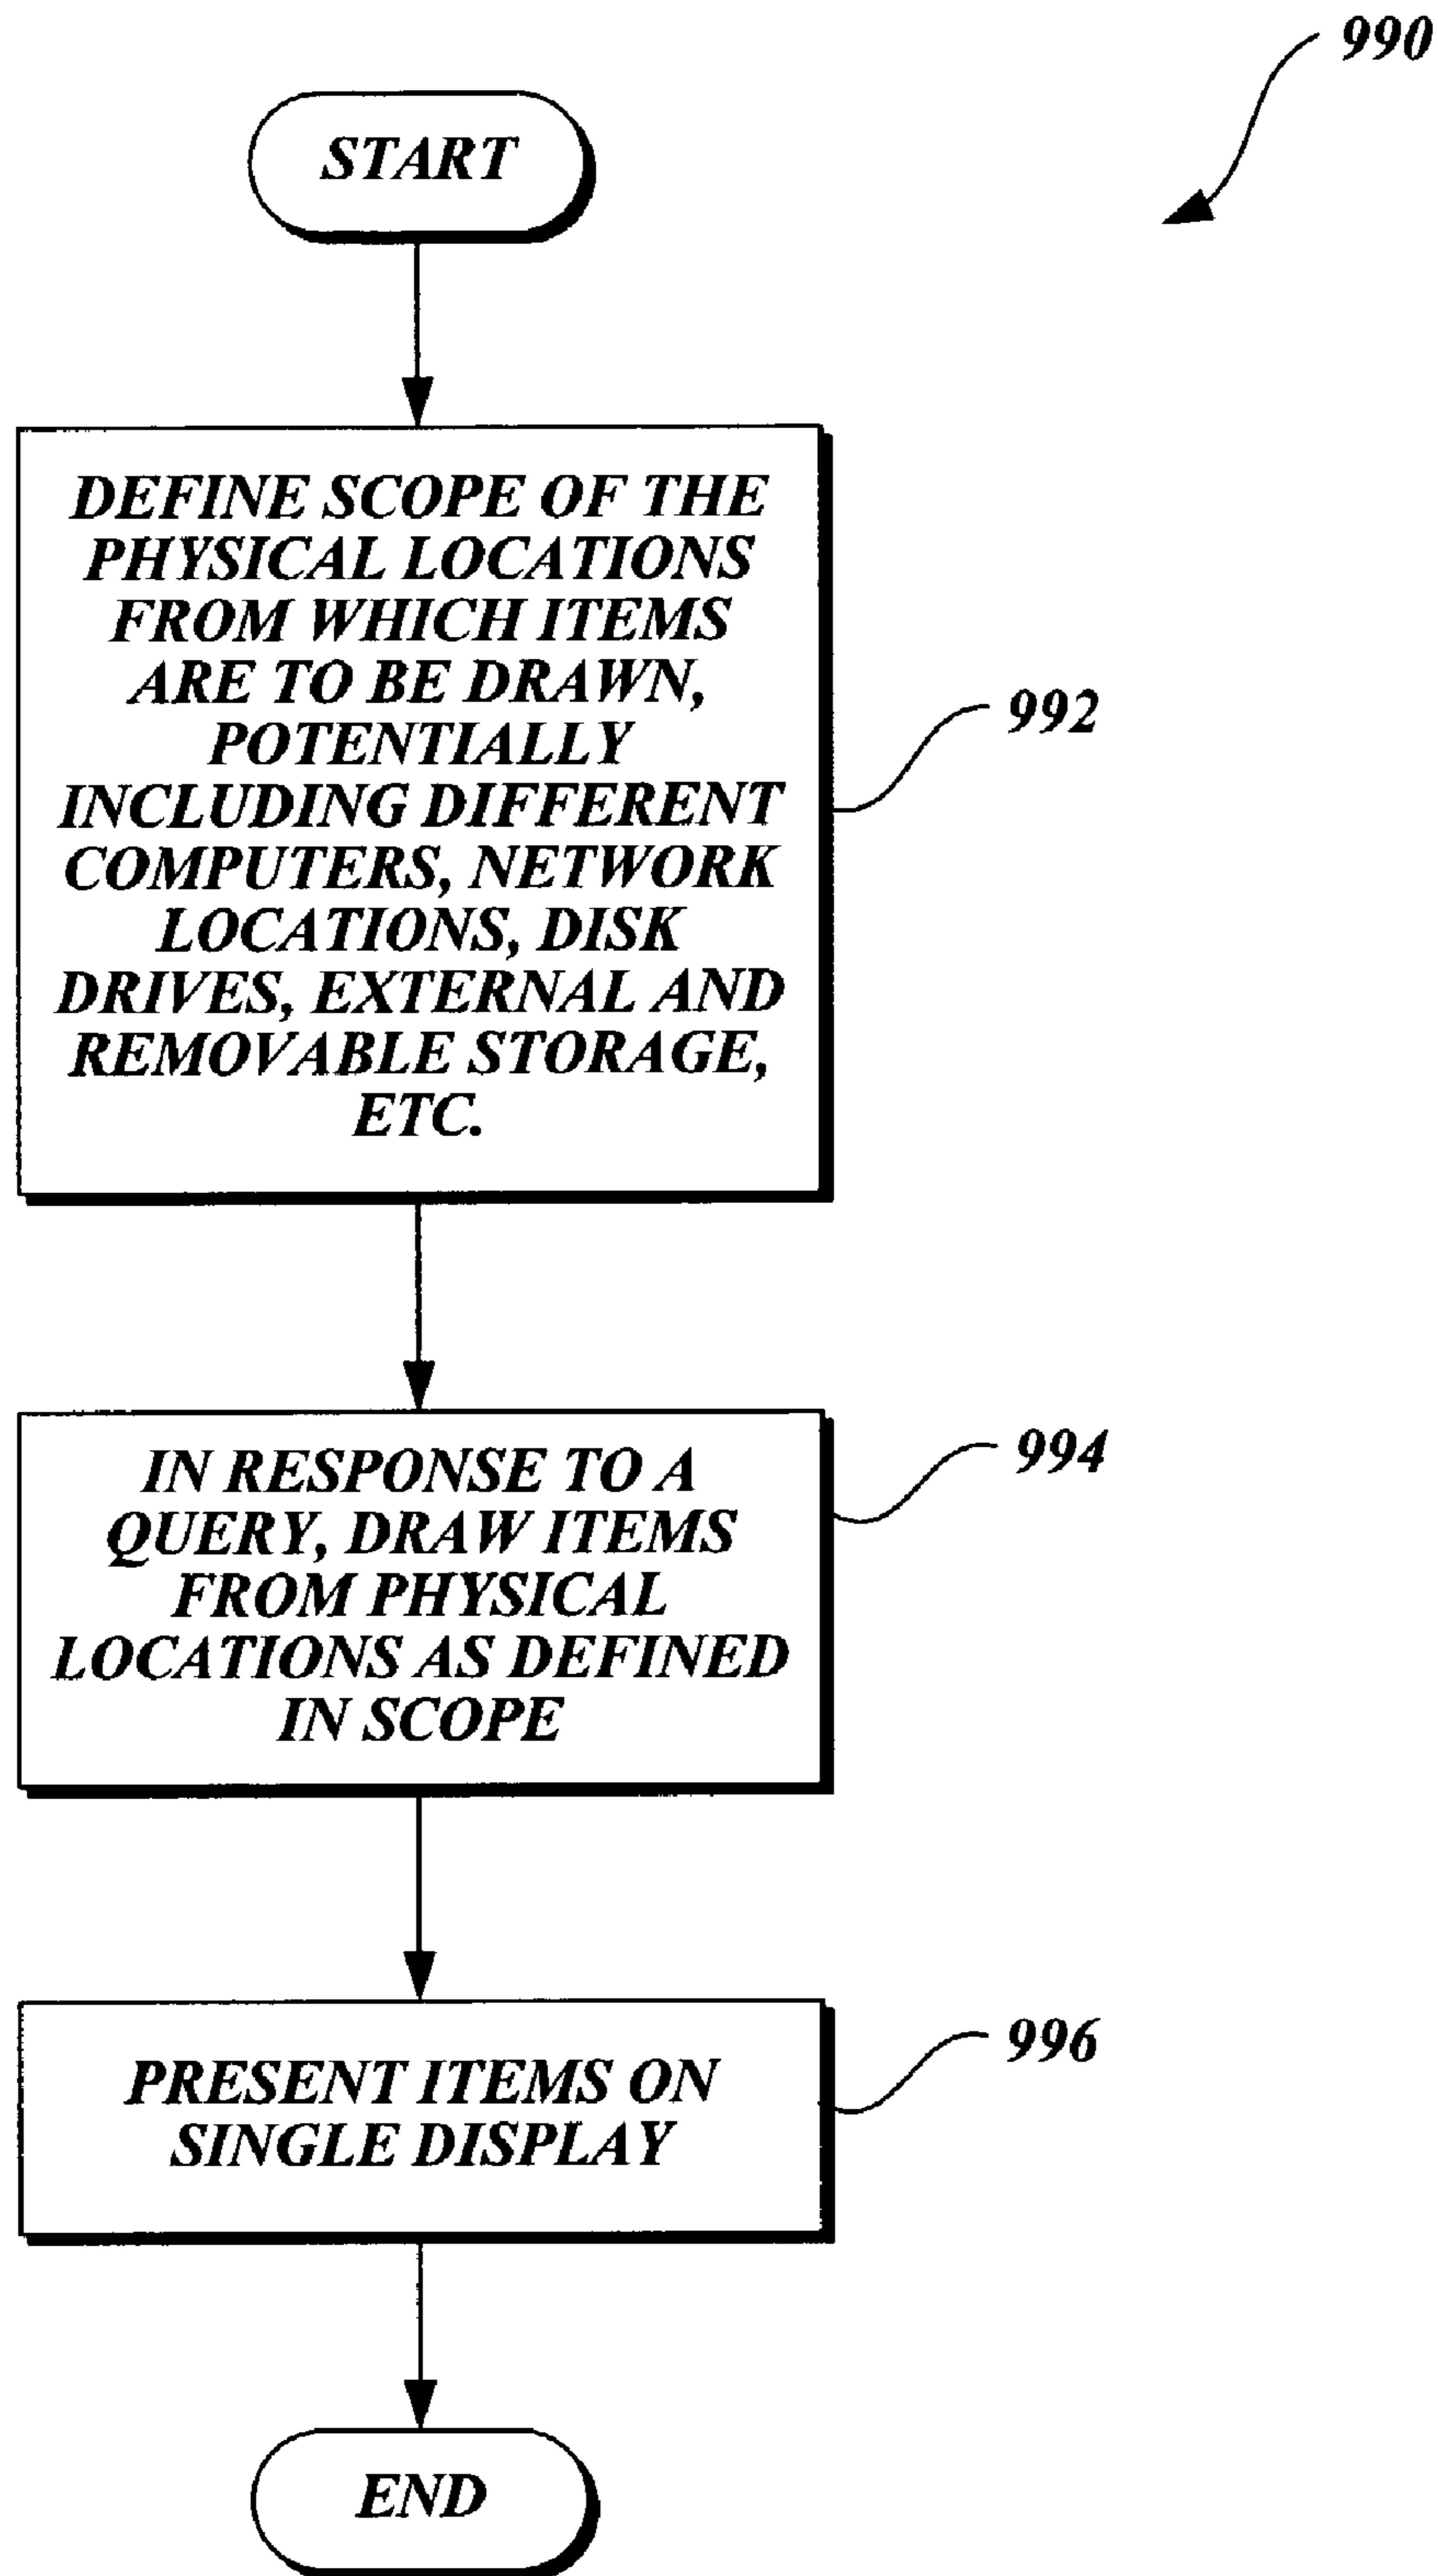 990
START
DEFINE SCOPE OF THE
PHYSICAL LOCATIONS
FROM WHICH ITEMS
ARE TO BE DRAWN,
POTENTIALLY
INCLUDING DIFFERENT
COMPUTERS, NETWORK
LOCATIONS, DISK
DRIVES, EXTERNAL AND
REMOVABLE STORAGE,
ETC.
992
IN RESPONSE TO A
QUERY, DRAW ITEMS
FROM PHYSICAL
LOCATIONS AS DEFINED
IN SCOPE
994
PRESENT ITEMS ON
SINGLE DISPLAY
996
END